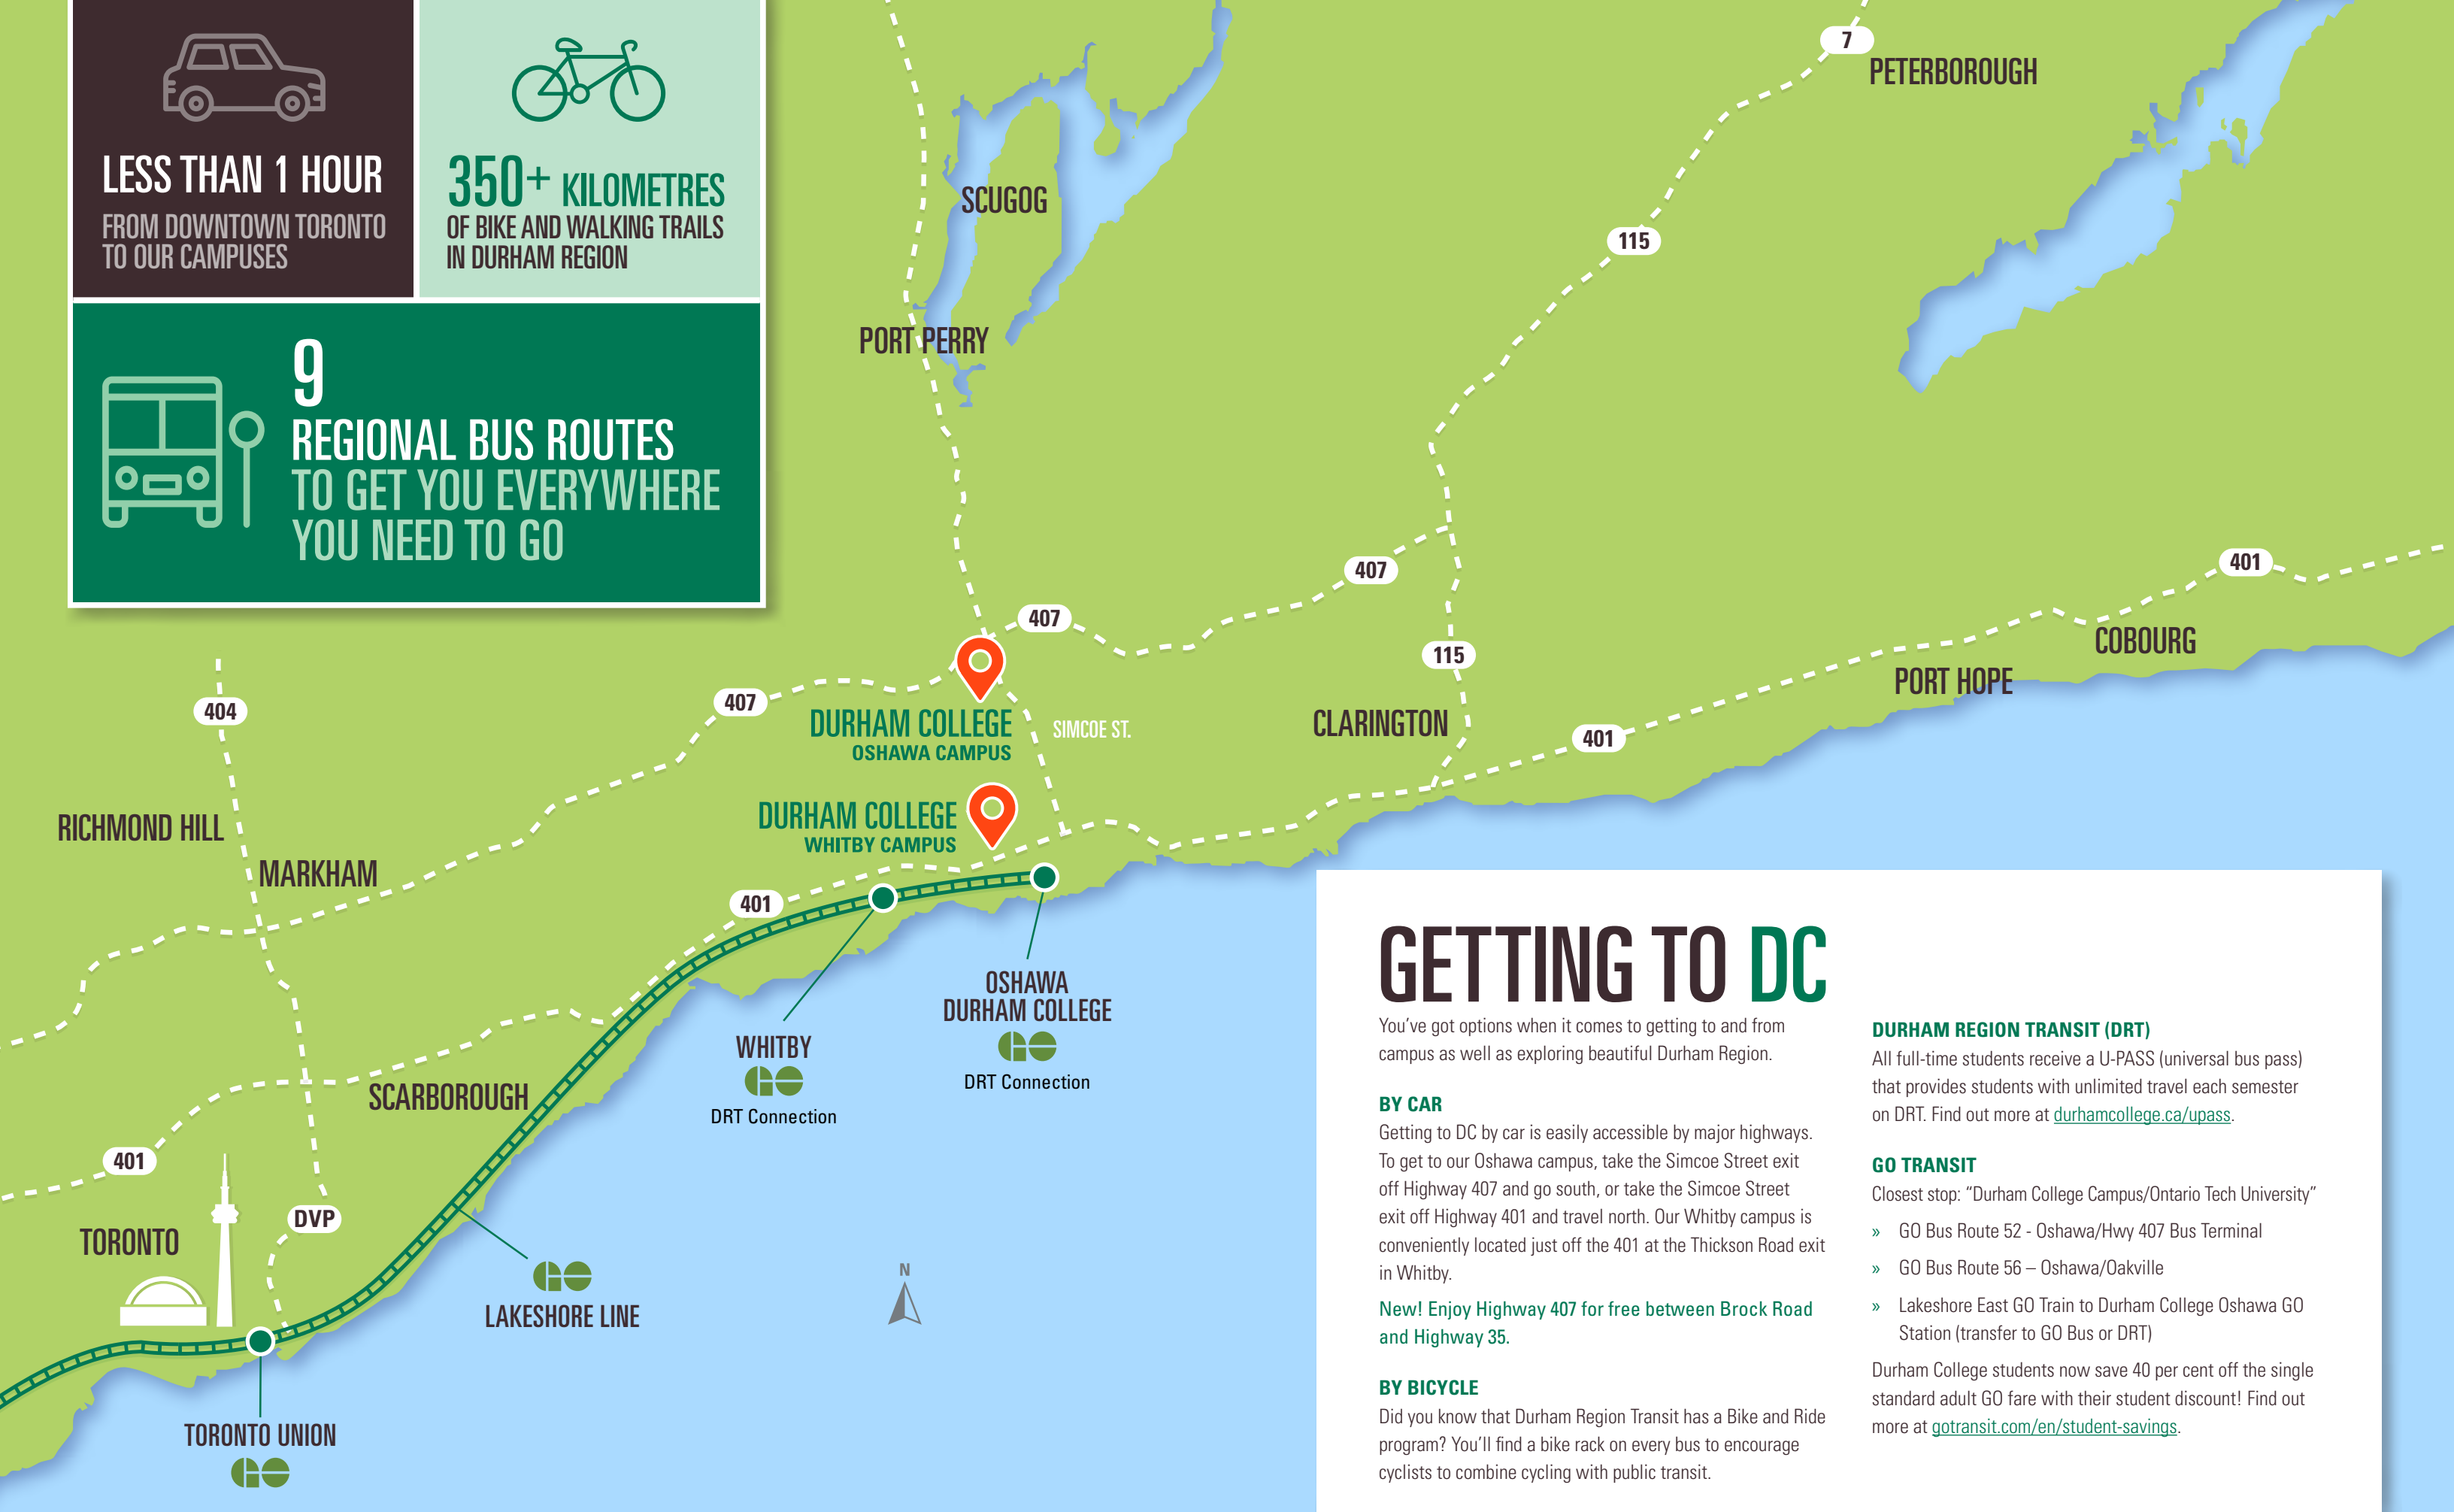 LESS THAN 1 HOUR
FROM DOWNTOWN TORONTO
TO OUR CAMPUSES
350+ KILOMETRES
OF BIKE AND WALKING TRAILS
IN DURHAM REGION
9
REGIONAL BUS ROUTES
TO GET YOU EVERYWHERE
YOU NEED TO GO
7
PETERBOROUGH
SCUGOG
115
PORT PERRY
407
401
407
COBOURG
115
PORT HOPE
407
404
DURHAM COLLEGE
OSHAWA CAMPUS
SIMCOE ST.
CLARINGTON
401
RICHMOND HILL
DURHAM COLLEGE
WHITBY CAMPUS
MARKHAM
401
OSHAWA
DURHAM COLLEGE
GO
DRT Connection
WHITBY
GO
DRT Connection
SCARBOROUGH
401
DVP
TORONTO
GO
LAKESHORE LINE
N
TORONTO UNION
GO
GETTING TO DC
You've got options when it comes to getting to and from
campus as well as exploring beautiful Durham Region.
BY CAR
Getting to DC by car is easily accessible by major highways.
To get to our Oshawa campus, take the Simcoe Street exit
off Highway 407 and go south, or take the Simcoe Street
exit off Highway 401 and travel north. Our Whitby campus is
conveniently located just off the 401 at the Thickson Road exit
in Whitby.
New! Enjoy Highway 407 for free between Brock Road
and Highway 35.
BY BICYCLE
Did you know that Durham Region Transit has a Bike and Ride
program? You'll find a bike rack on every bus to encourage
cyclists to combine cycling with public transit.
DURHAM REGION TRANSIT (DRT)
All full-time students receive a U-PASS (universal bus pass)
that provides students with unlimited travel each semester
on DRT. Find out more at durhamcollege.ca/upass.
GO TRANSIT
Closest stop: “Durham College Campus/Ontario Tech University”
» GO Bus Route 52 - Oshawa/Hwy 407 Bus Terminal
» GO Bus Route 56 – Oshawa/Oakville
» Lakeshore East GO Train to Durham College Oshawa GO
Station (transfer to GO Bus or DRT)
Durham College students now save 40 per cent off the single
standard adult GO fare with their student discount! Find out
more at gotransit.com/en/student-savings.